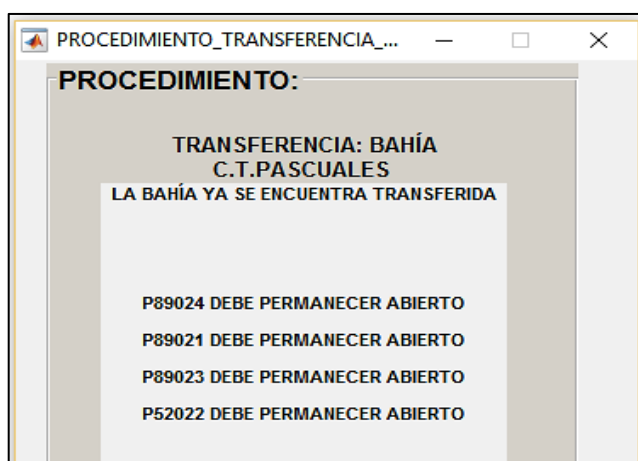 PROCEDIMIENTO_TRANSFERENCIA_...
PROCEDIMIENTO:
TRANSFERENCIA: BAHÍA
C.T.PASCUALES
LA BAHÍA YA SE ENCUENTRA TRANSFERIDA
P89024 DEBE PERMANECER ABIERTO
P89021 DEBE PERMANECER ABIERTO
P89023 DEBE PERMANECER ABIERTO
P52022 DEBE PERMANECER ABIERTO